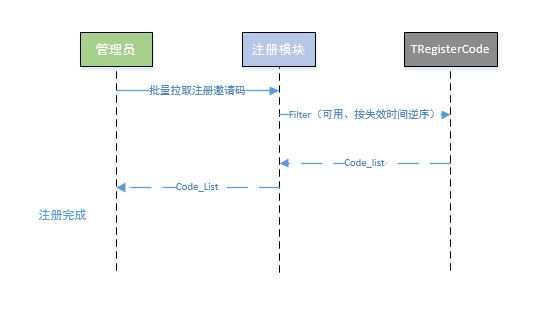 管理员
注册模块
TRegisterCode
批量拉取注册邀请码
Filter（可用、按失效时间逆序）
Code_list
Code_List
注册完成